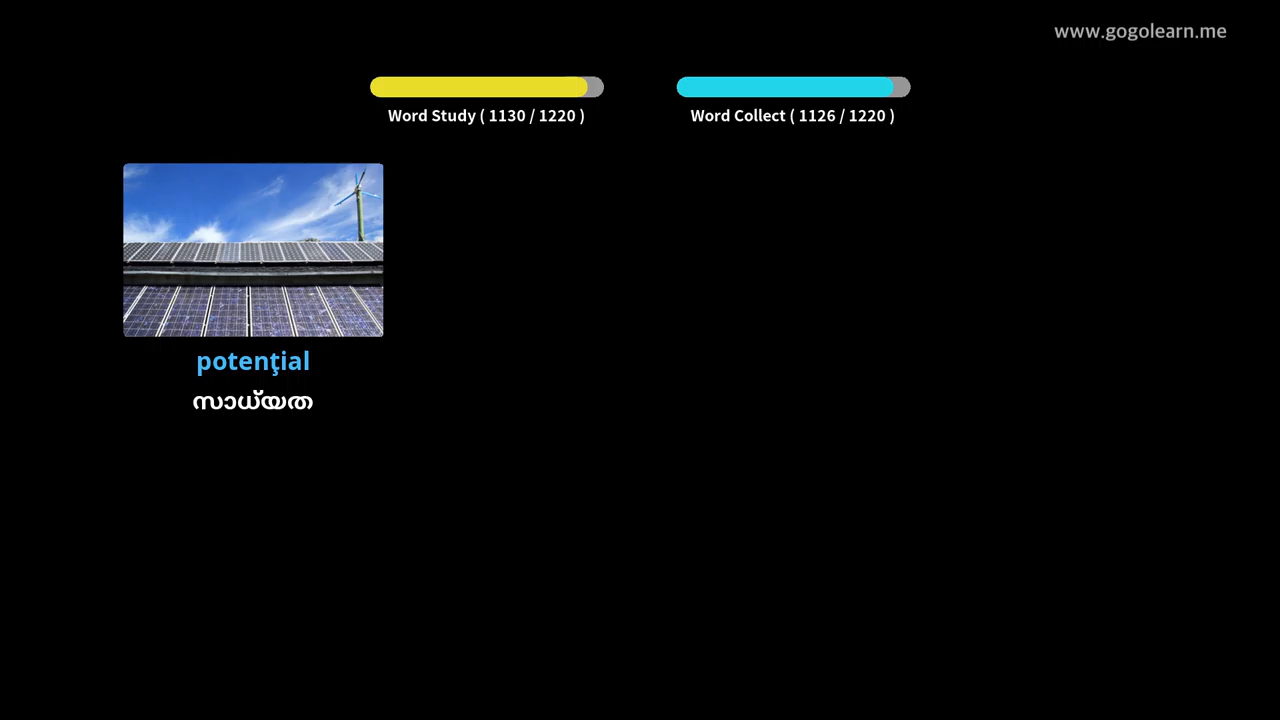 www.gogolearn.me
Word Study ( 1130 / 1220 )
Word Collect ( 1126 / 1220 )
potenţial
സാധ്യത